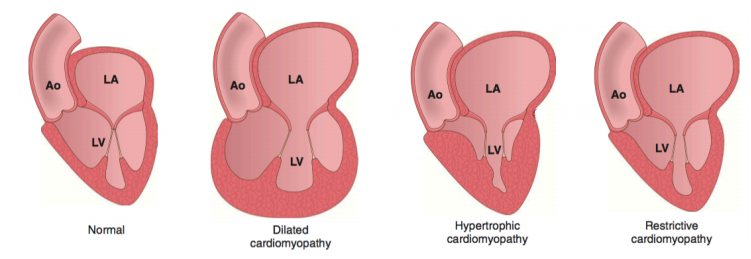 Ao
LA
LV
Normal
Ao
LA
LV
Dilated
cardiomyopathy
Ao
LA
LV
Hypertrophic
cardiomyopathy
Ao
LA
LV
Restrictive
cardiomyopathy